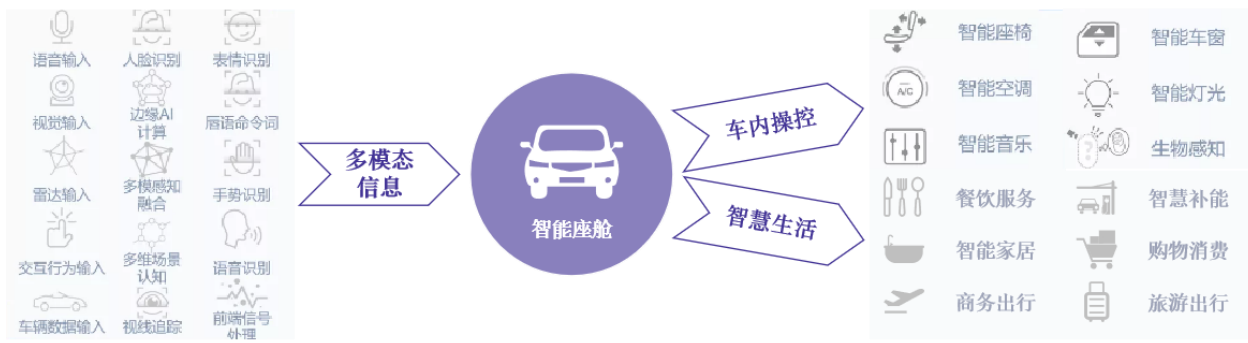 语音输入
人脸识别
表情识别
视觉输入
边缘AI
计算
唇语命令词
雷达输入
多模感知
融合
手势识别
交互行为输入
多维场景
认知
语音识别
车辆数据输入
视线追踪
前端信号
处理
多模态
信息
智能座舱
车内操控
智慧生活
智能座椅
智能车窗
智能空调
A/C
智能灯光
智能音乐
生物感知
餐饮服务
智慧补能
智能家居
购物消费
商务出行
旅游出行